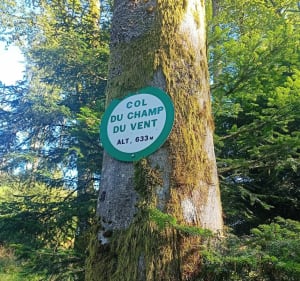 COL
DU CHAMP
DU VENT
ALT. 633M